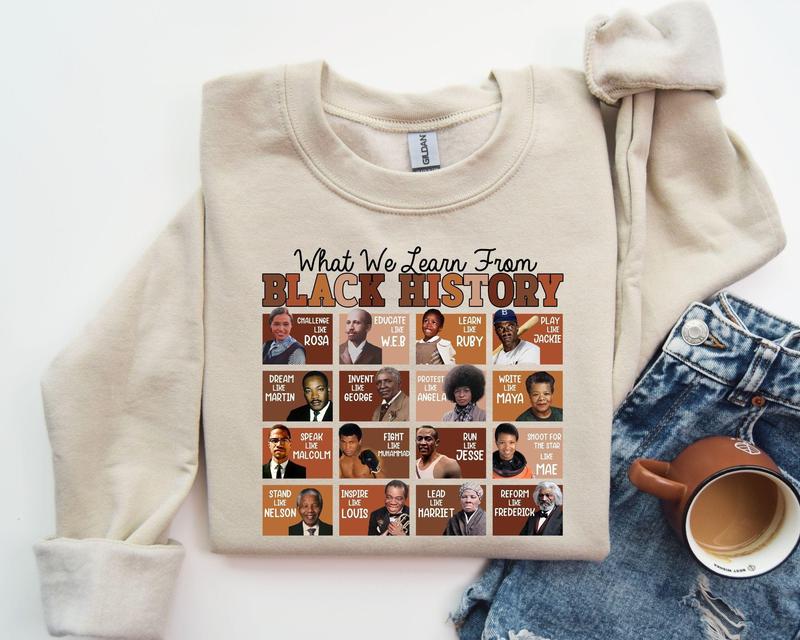 GILDAN
What We Learn From
BLACK HISTORY
CHALLENGE
LIKE
ROSA
EDUCATE
LIKE
W.E.B
LEARN
LIKE
RUBY
B
PLAY
LIKE
JACKIE
DREAM
LIKE
MARTIN
INVENT
LIKE
GEORGE
PROTEST
LIKE
ANGELA
WRITE
LIKE
MAYA
SPEAK
LIKE
MALCOLM
FIGHT
LIKE
MUHAMMAD
RUN
LIKE
JESSE
SHOOT FOR
THE STAR
LIKE
MAE
STAND
LIKE
NELSON
INSPIRE
LIKE
LOUIS
LEAD
LIKE
HARRIET
REFORM
LIKE
FREDERICK
BEST WISHES